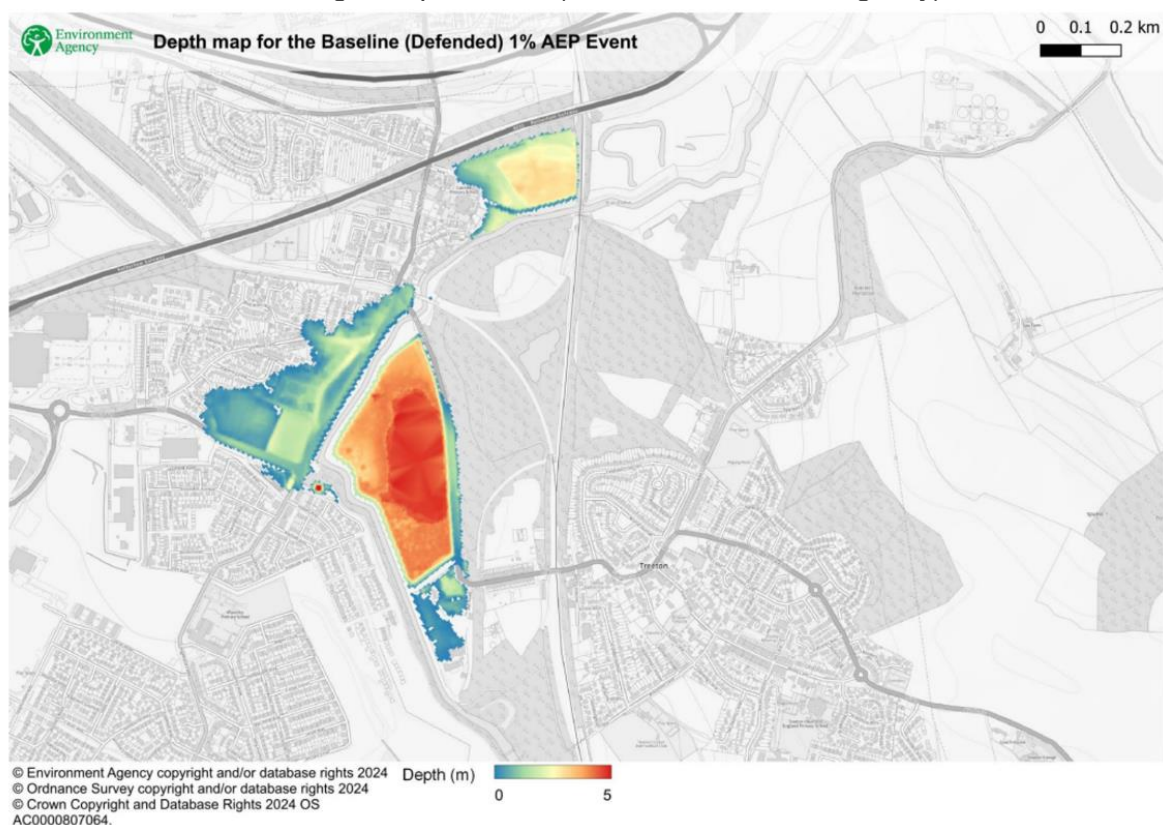 Environment
Agency
Depth map for the Baseline (Defended) 1% AEP Event
0 0.1 0.2 km
Treeton
© Environment Agency copyright and/or database rights 2024
© Ordnance Survey copyright and/or database rights 2024
© Crown Copyright and Database Rights 2024 OS
AC0000807064.
Depth (m)
0 5